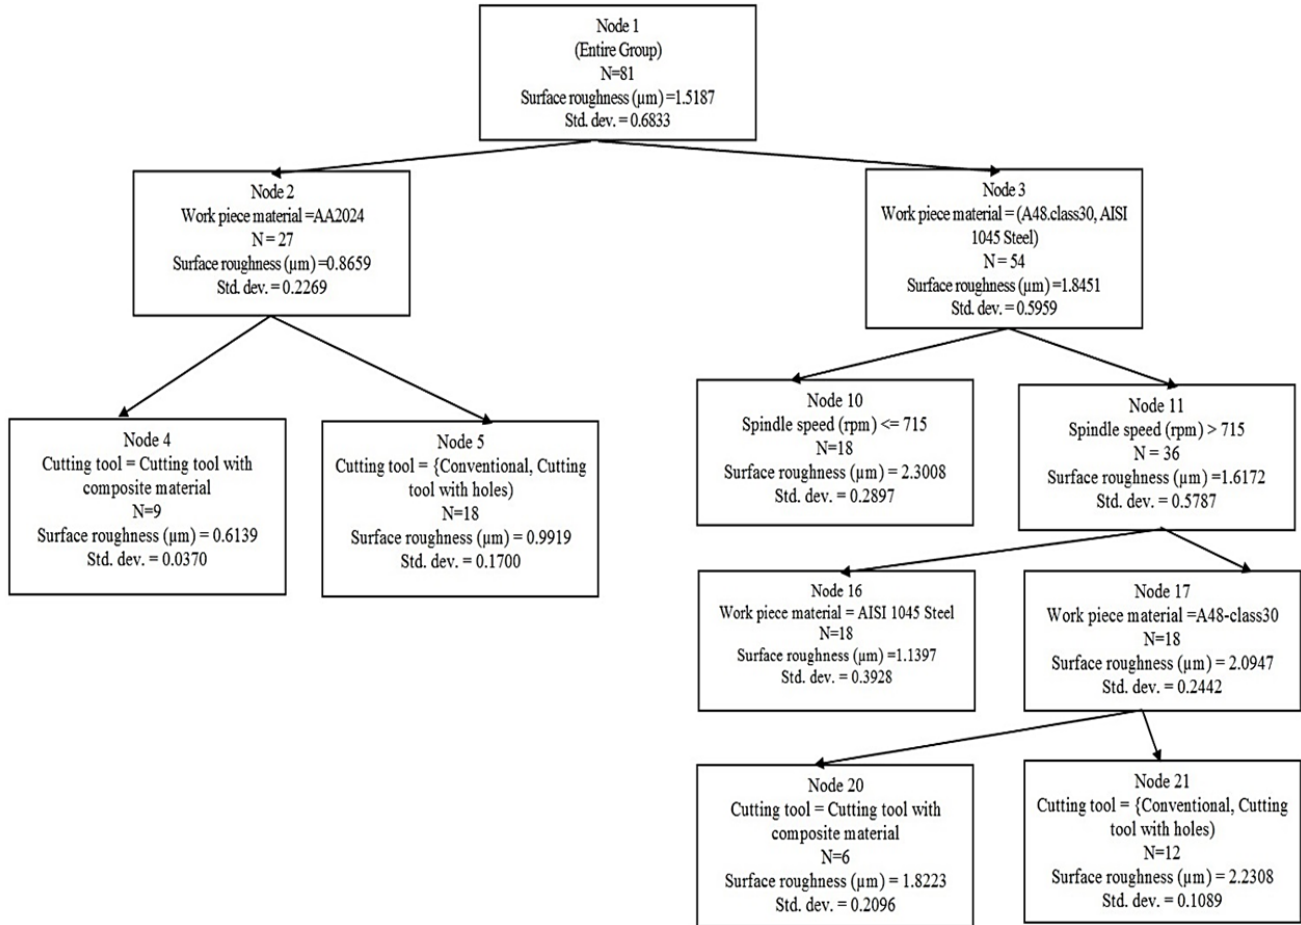 Node 1
(Entire Group)
N=81
Surface roughness (µm) =1.5187
Std. dev. = 0.6833
Node 2
Work piece material =AA2024
N = 27
Surface roughness (µm) =0.8659
Std. dev. = 0.2269
Node 3
Work piece material = (A48.class30, AISI
1045 Steel)
N = 54
Surface roughness (µm) =1.8451
Std. dev. = 0.5959
Node 4
Cutting tool = Cutting tool with
composite material
N=9
Surface roughness (µm) = 0.6139
Std. dev. = 0.0370
Node 5
Cutting tool = {Conventional, Cutting
tool with holes)
N=18
Surface roughness (µm) = 0.9919
Std. dev. = 0.1700
Node 10
Spindle speed (rpm) <= 715
N=18
Surface roughness (µm) = 2.3008
Std. dev. = 0.2897
Node 11
Spindle speed (rpm) > 715
N = 36
Surface roughness (µm) =1.6172
Std. dev. = 0.5787
Node 16
Work piece material = AISI 1045 Steel
N=18
Surface roughness (µm) =1.1397
Std. dev. = 0.3928
Node 17
Work piece material =A48-class30
N=18
Surface roughness (µm) = 2.0947
Std. dev. = 0.2442
Node 20
Cutting tool = Cutting tool with
composite material
N=6
Surface roughness (µm) = 1.8223
Std. dev. = 0.2096
Node 21
Cutting tool = {Conventional, Cutting
tool with holes)
N=12
Surface roughness (µm) = 2.2308
Std. dev. = 0.1089